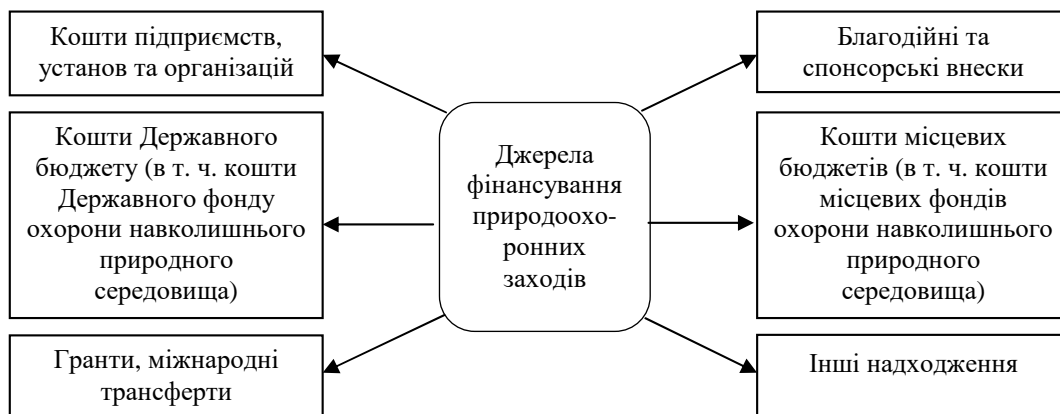 Кошти підприємств,
установ та організацій
Благодійні та
спонсорські внески
Кошти Державного
бюджету (в т. ч. кошти
Державного фонду
охорони навколишнього
природного
середовища)
Джерела
фінансування
природоохо-
ронних
заходів
Кошти місцевих
бюджетів (в т. ч. кошти
місцевих фондів
охорони навколишнього
природного
середовища)
Гранти, міжнародні
трансферти
Інші надходження